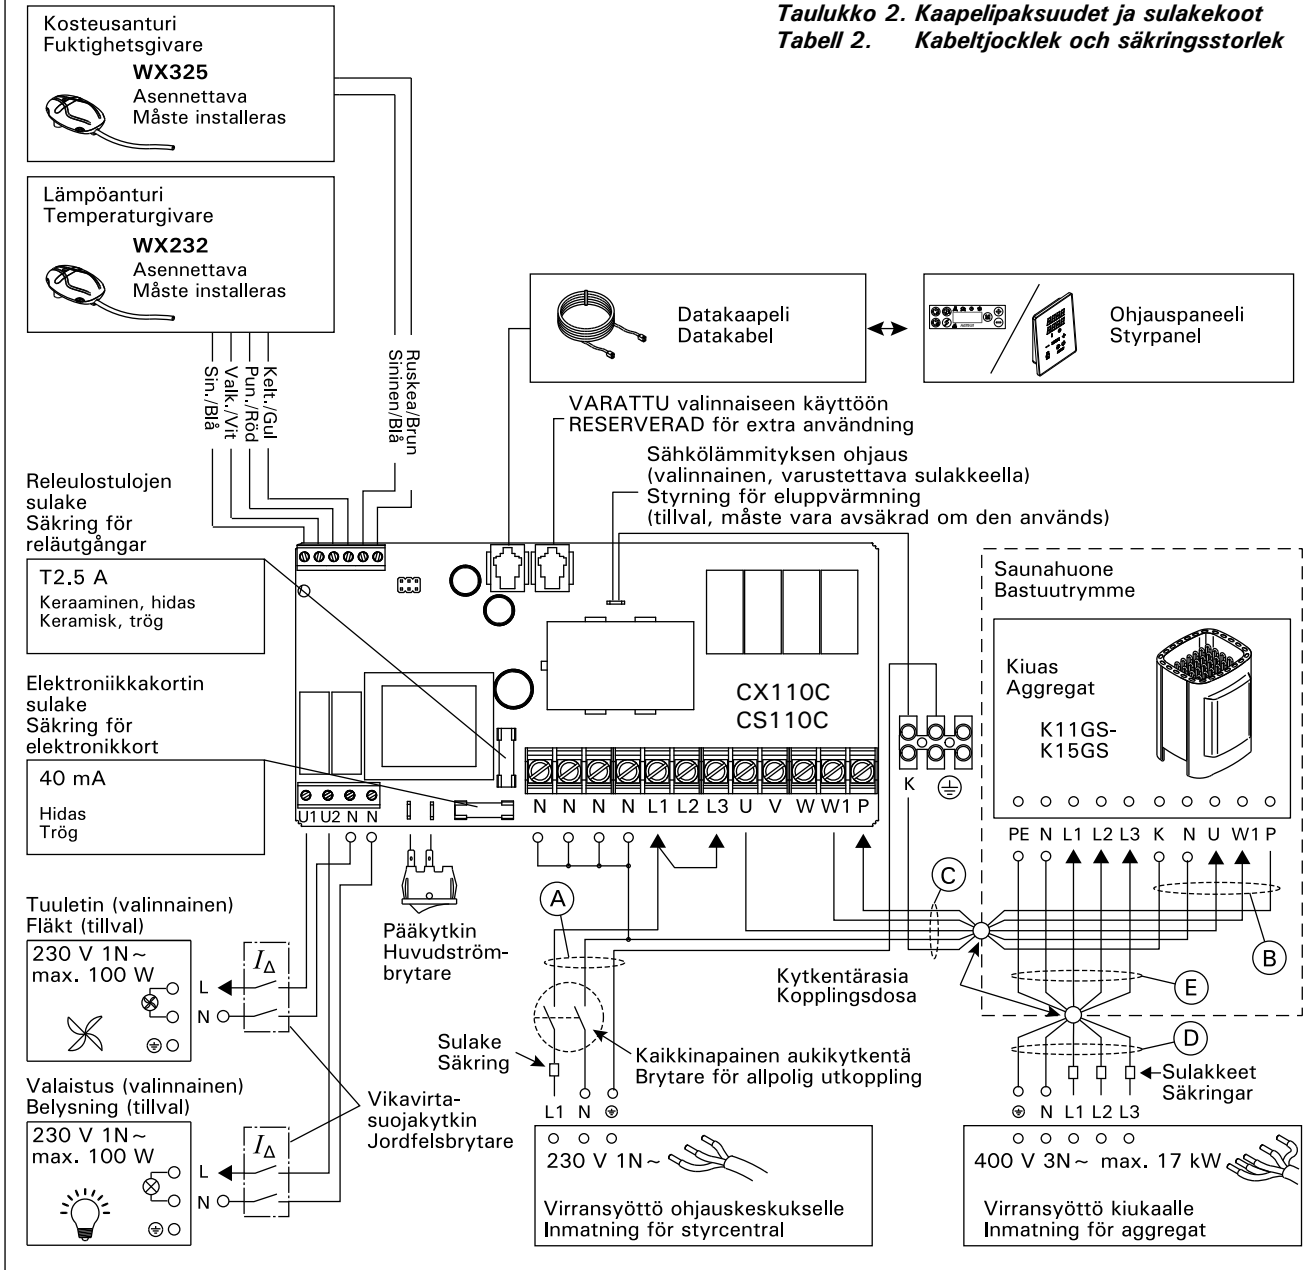 Taulukko 2. Kaapelipaksuudet ja sulakekoot
Tabell 2. Kabeltjocklek och säkringsstorlek
Kosteusanturi
Fuktighetsgivare
WX325
Asennettava
Måste installeras
Lämpöanturi
Temperaturgivare
WX232
Asennettava
Måste installeras
Datakaapeli
Datakabel
Ohjauspaneeli
Styrpanel
Sin./Blå
Valk./Vit
Pun./Röd
Kelt./Gul
Sininen/Blå
Ruskea/Brun
VARATTU valinnaiseen käyttöön
RESERVERAD för extra användning
Sähkölämmityksen ohjaus
(valinnainen, varustettava sulakkeella)
Styrning för eluppvärmning
(tillval, måste vara avsäkrad om den används)
Releulostulojen
sulake
Säkring för
reläutgångar
T2.5 A
Keraaminen, hidas
Keramisk, trög
Elektroniikkakortin
sulake
Säkring för
elektronikkort
40 mA
Hidas
Trög
CX110C
CS110C
U1 U2 N N
N N N N L1 L2 L3 U V W W1 P
K
Saunahuone
Bastuutrymme
Kiuas
Aggregat
K11GS-
K15GS
PE N L1 L2 L3 K N U W1 P
Tuuletin (valinnainen)
Fläkt (tillval)
230 V 1N~
max. 100 W
L
N
I∆
Valaistus (valinnainen)
Belysning (tillval)
230 V 1N~
max. 100 W
L
N
I∆
Pääkytkin
Huvudström-
brytare
Vikavirta-
suojakytkin
Jordfelsbrytare
A
C
B
E
D
Kytkentärasia
Kopplingsdosa
Sulake
Säkring
Kaikkinapainen aukikytkentä
Brytare för allpolig utkoppling
Sulakkeet
Säkringar
L1 N
230 V 1N~
Virransyöttö ohjauskeskukselle
Inmatning för styrcentral
N L1 L2 L3
400 V 3N~ max. 17 kW
Virransyöttö kiukaalle
Inmatning för aggregat